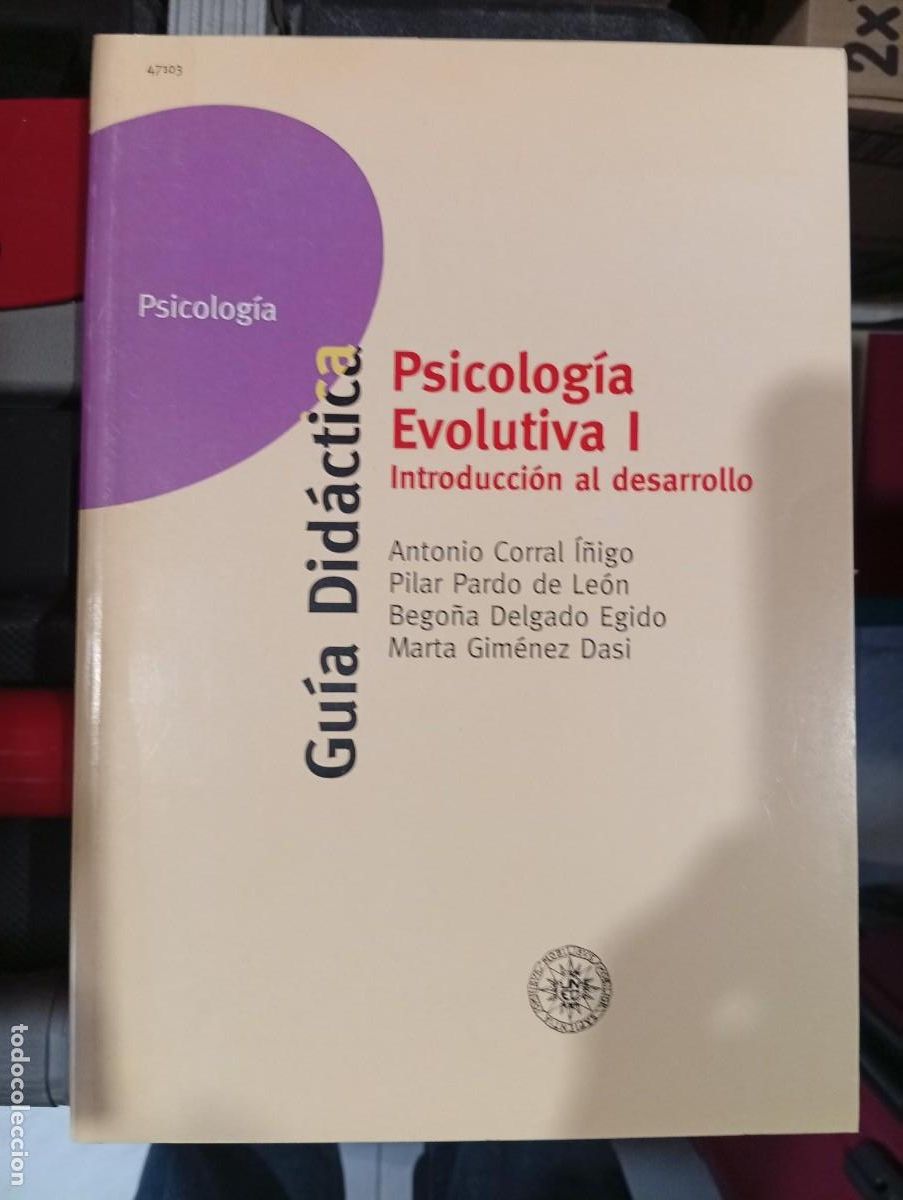 47103
Psicología
Guía Didáctica
Psicología
Evolutiva I
Introducción al desarrollo
Antonio Corral Íñigo
Pilar Pardo de León
Begoña Delgado Egido
Marta Giménez Dasi
2x
todocoleccion